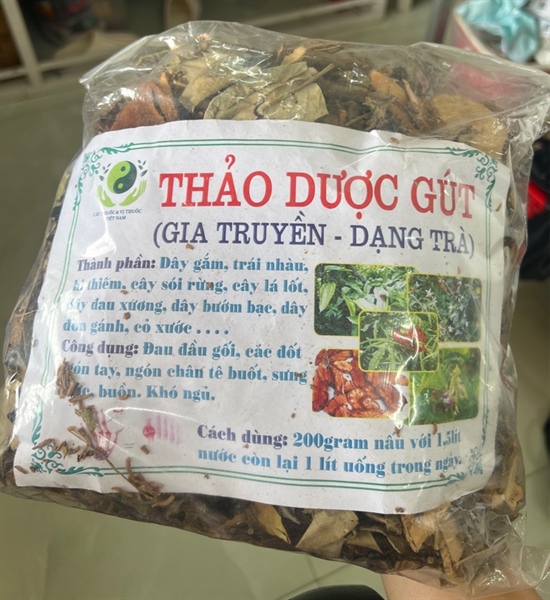 THẢO DƯỢC GÚT
VIỆT NAM
(GIA TRUYỀN - DẠNG TRÀ)
Thành phần: Dây gắm, trái nhàu,
thiêm, cây sói rừng, cây lá lốt,
dây đau xương, dây bướm bạc, dây
đòn gánh, cỏ xước . . . .
Công dụng: Đau đầu gối, các đốt
tay, ngón chân tê buốt, sưng
buồn. Khó ngủ.
Cách dùng: 200gram nấu với 1,5lít
nước còn lại 1 lít uống trong ngày.